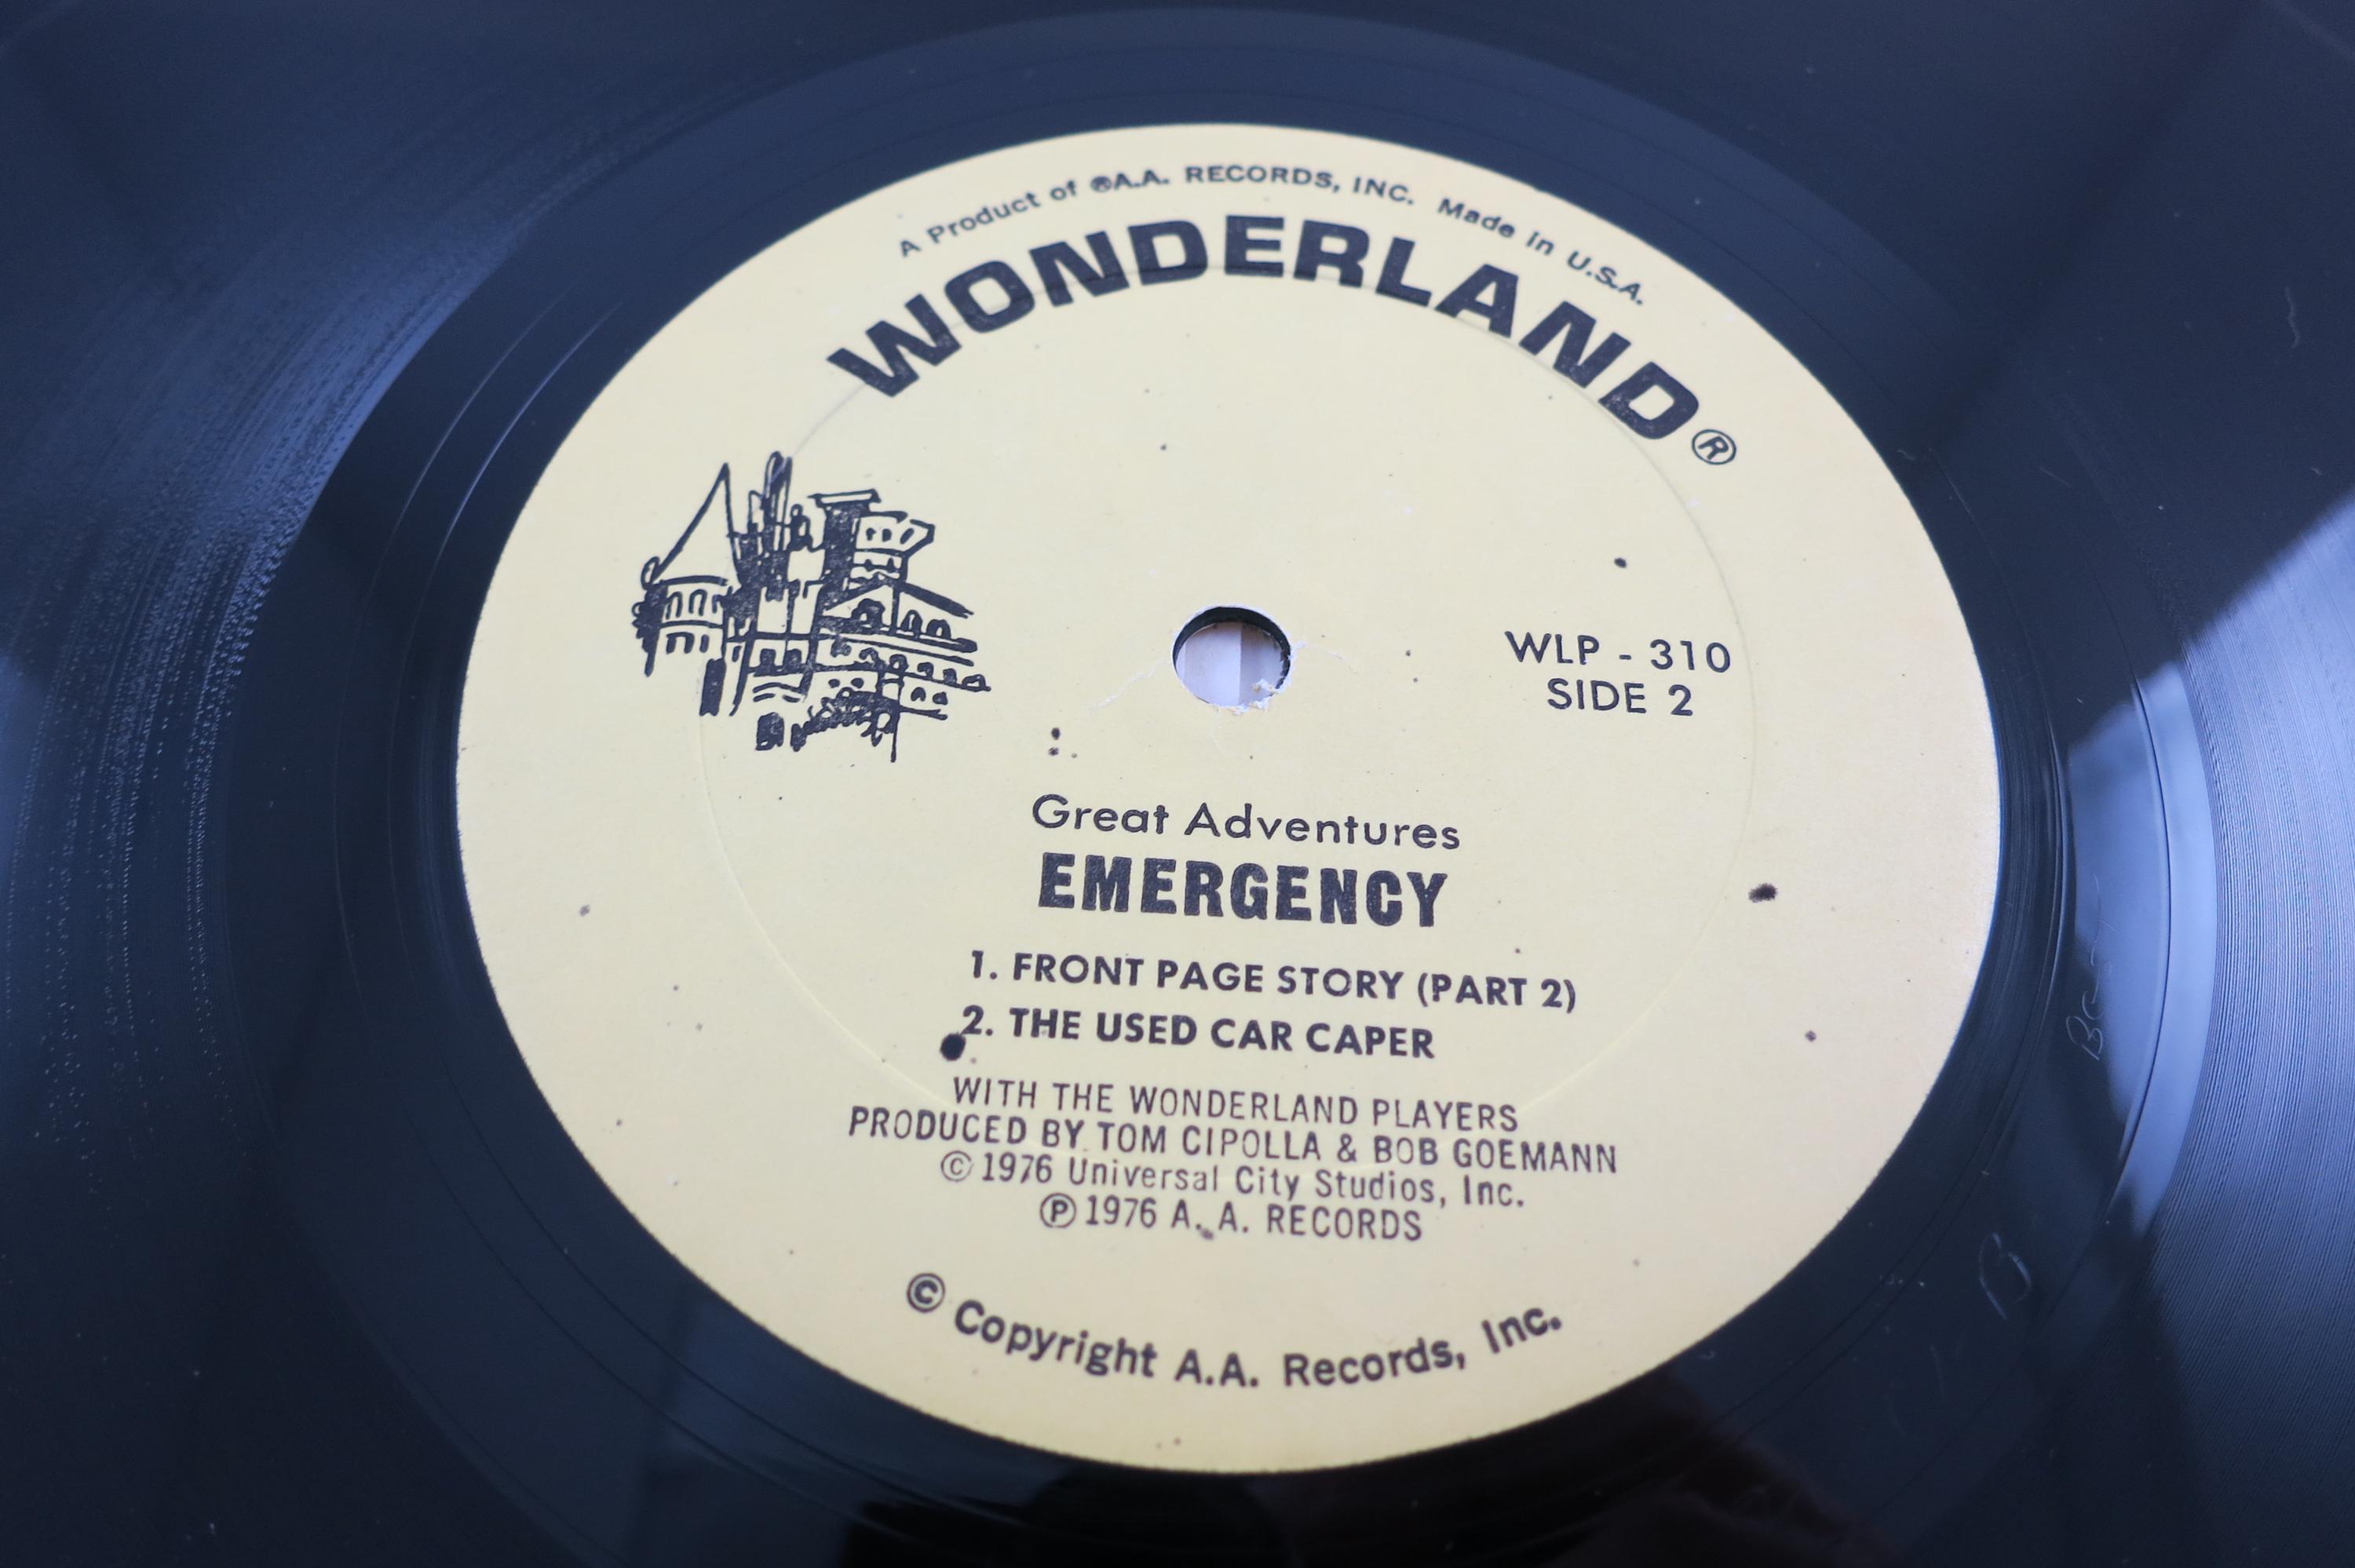 A Product of ®A.A. RECORDS, INC. Made in U.S.A.
WONDERLAND®
WLP - 310
SIDE 2
Great Adventures
EMERGENCY
1. FRONT PAGE STORY (PART 2)
2. THE USED CAR CAPER
WITH THE WONDERLAND PLAYERS
PRODUCED BY TOM CIPOLLA & BOB GOEMANN
© 1976 Universal City Studios, Inc.
℗ 1976 A. A. RECORDS
© Copyright A.A. Records, Inc.